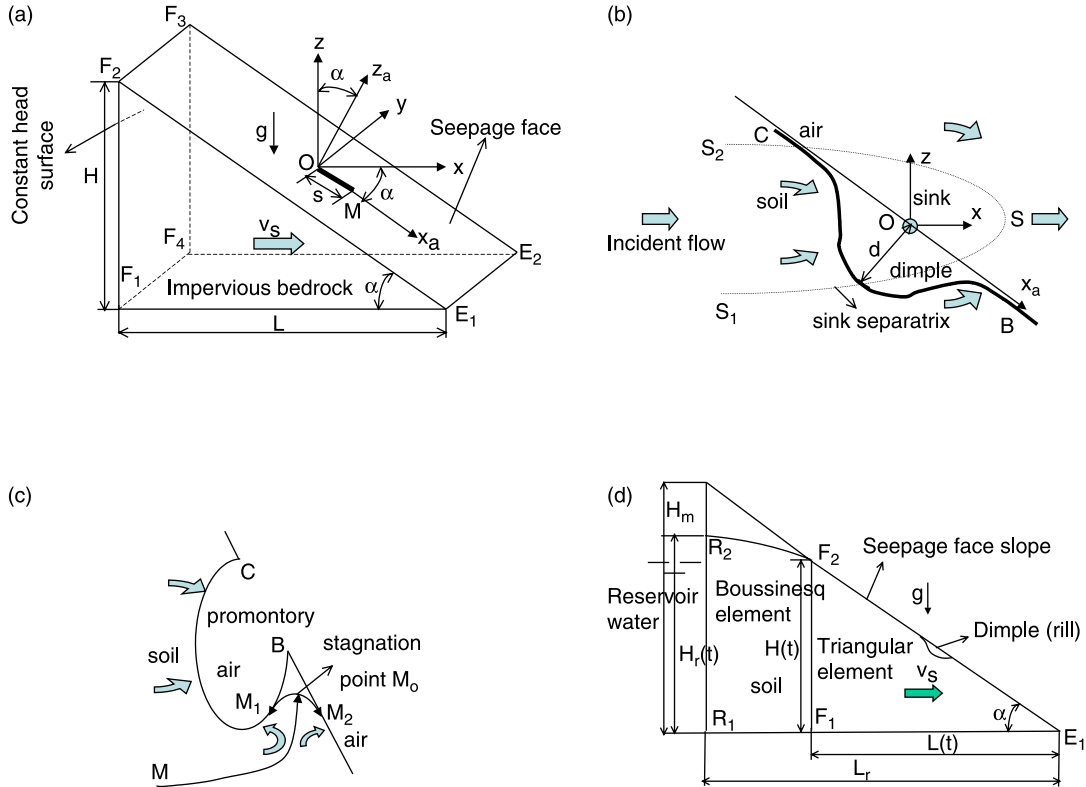 (a)
F3
F2
z
α
za
y
g
Seepage face
O
x
Constant head
surface
H
s
α
M
xa
F4
vs
F1
E2
Impervious bedrock
α
E1
L
(b)
C
air
S2
z
soil
sink
O
x
S
Incident flow
d
dimple
xa
S1
sink separatrix
B
(c)
C
promontory
B
stagnation
soil
air
point Mo
M1
M2
air
M
(d)
Hm
R2
F2
Seepage face slope
Reservoir
water
Boussinesq
element
g
Hr(t)
H(t)
Triangular
element
Dimple (rill)
soil
vs
R1
F1
α
E1
L(t)
Lr